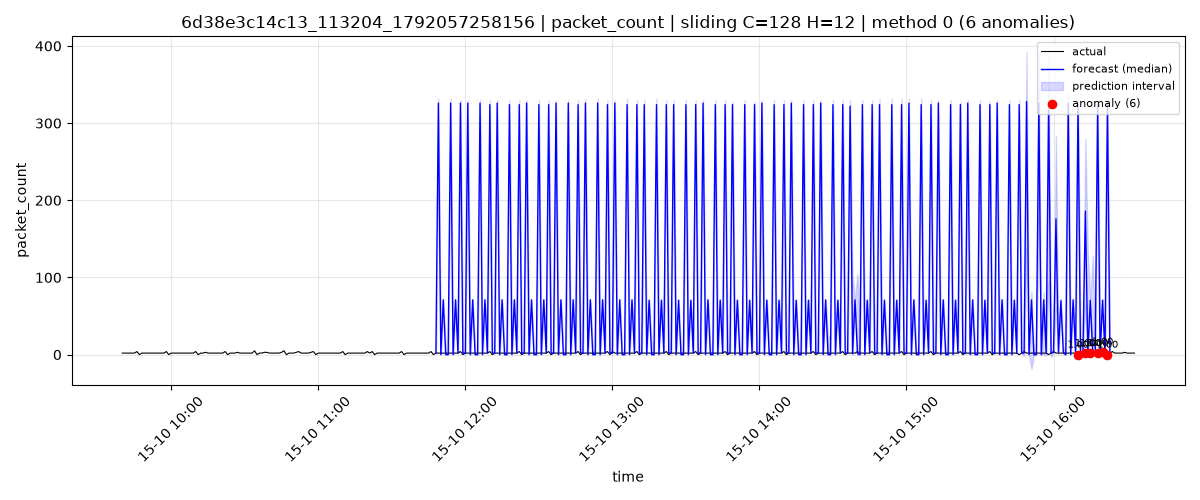 6d38e3c14c13_113204_1792057258156 | packet_count | sliding C=128 H=12 | method 0 (6 anomalies)
actual
forecast (median)
prediction interval
anomaly (6)
packet_count
400
300
200
100
0
15-10 10:00
15-10 11:00
15-10 12:00
15-10 13:00
15-10 14:00
15-10 15:00
15-10 16:00
time